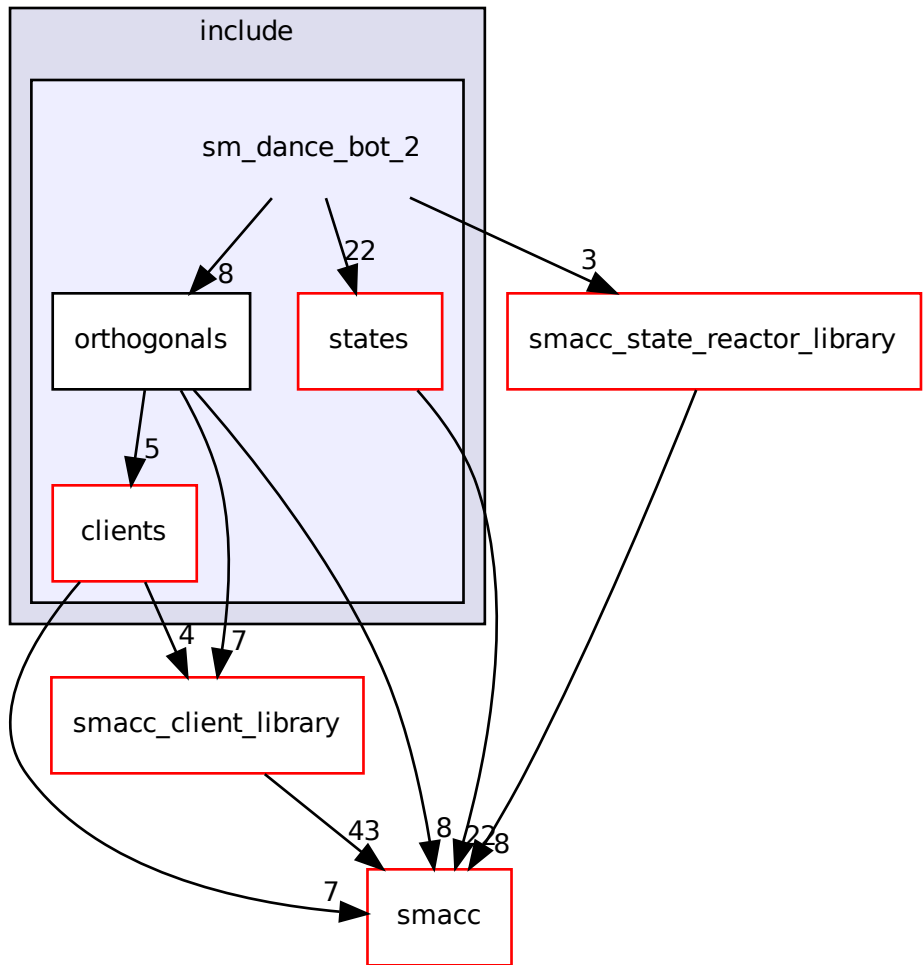 include
sm_dance_bot_2
22
8
3
orthogonals
states
smacc_state_reactor_library
5
clients
4
7
smacc_client_library
43
8
22
8
7
smacc